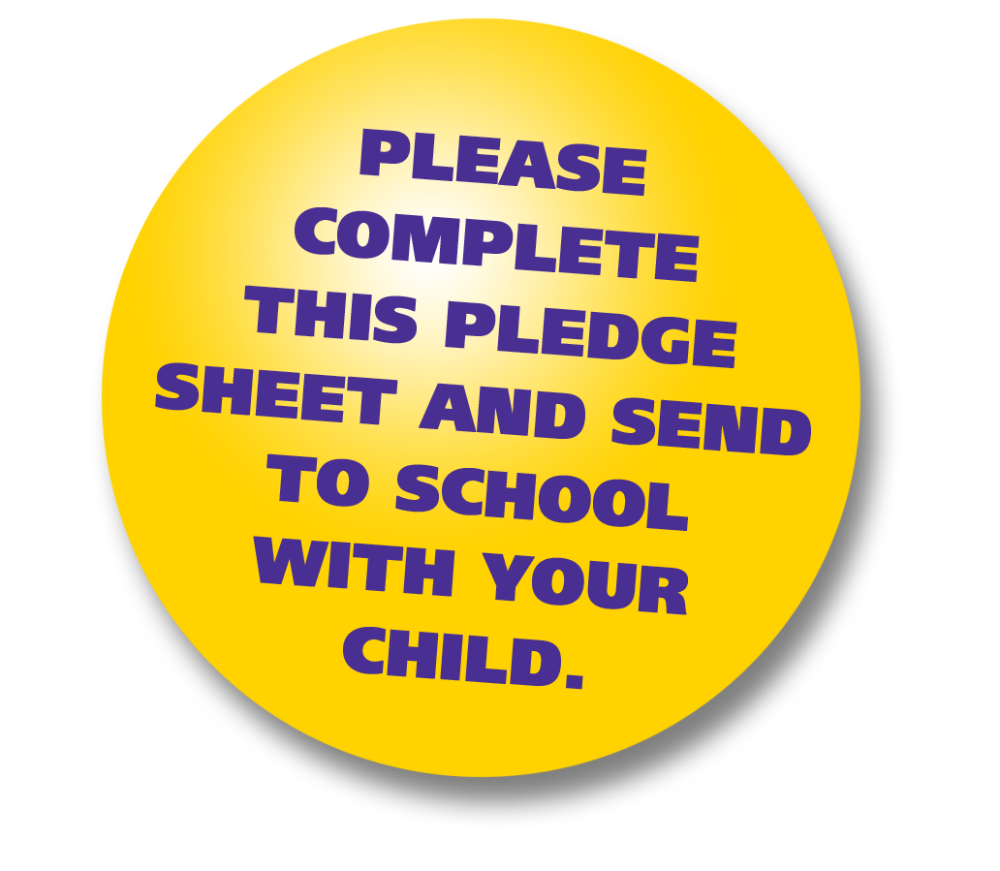 PLEASE
COMPLETE
THIS PLEDGE
SHEET AND SEND
TO SCHOOL
WITH YOUR
CHILD.